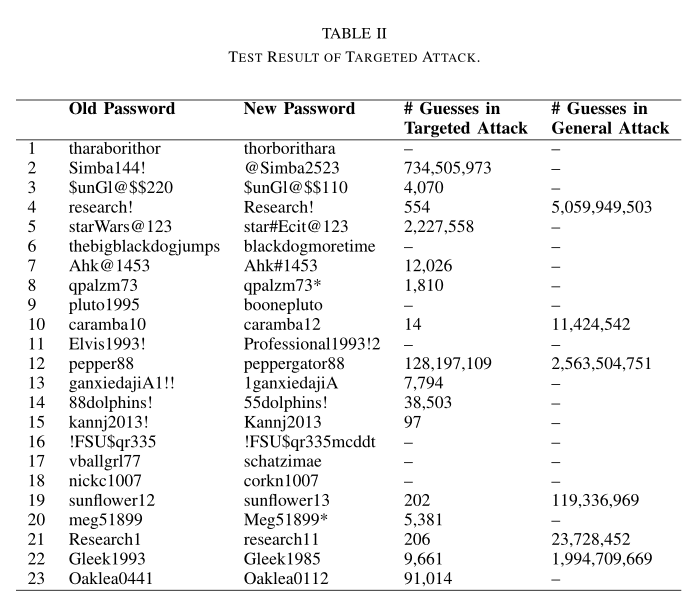 TABLE II
TEST RESULT OF TARGETED ATTACK.
Old Password New Password # Guesses in Targeted Attack # Guesses in General Attack
1 tharaborithor thorborithara – –
2 Simba144! @Simba2523 734,505,973 –
3 $unGl@$$220 $unGl@$$110 4,070 –
4 research! Research! 554 5,059,949,503
5 starWars@123 star#Ecit@123 2,227,558 –
6 thebigblackdogjumps blackdogmoretime – –
7 Ahk@1453 Ahk#1453 12,026 –
8 qpalzm73 qpalzm73* 1,810 –
9 pluto1995 boonepluto – –
10 caramba10 caramba12 14 11,424,542
11 Elvis1993! Professional1993!2 – –
12 pepper88 peppergator88 128,197,109 2,563,504,751
13 ganxiedajiA1!! 1ganxiedajiA 7,794 –
14 88dolphins! 55dolphins! 38,503 –
15 kannj2013! Kannj2013 97 –
16 !FSU$qr335 !FSU$qr335mcddt – –
17 vballgrl77 schatzimae – –
18 nickc1007 corkn1007 – –
19 sunflower12 sunflower13 202 119,336,969
20 meg51899 Meg51899* 5,381 –
21 Research1 research11 206 23,728,452
22 Gleek1993 Gleek1985 9,661 1,994,709,669
23 Oaklea0441 Oaklea0112 91,014 –